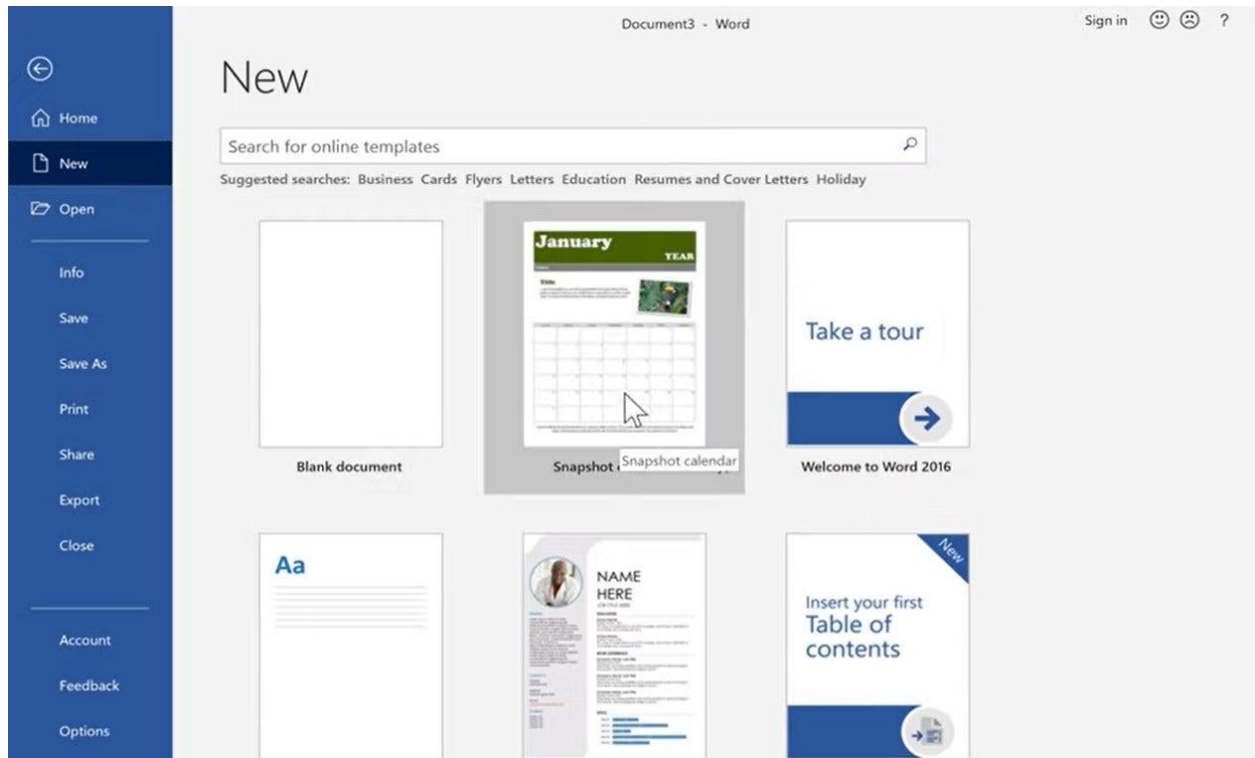 Document3 - Word
Sign in
?
New
Home
New
Open
Info
Save
Save As
Print
Share
Export
Close
Account
Feedback
Options
Search for online templates
Suggested searches: Business Cards Flyers Letters Education Resumes and Cover Letters Holiday
January
YEAR
Title
Take a tour
Blank document
Snapshot
Snapshot calendar
Welcome to Word 2016
Aa
NAME
HERE
New
Insert your first
Table of
contents